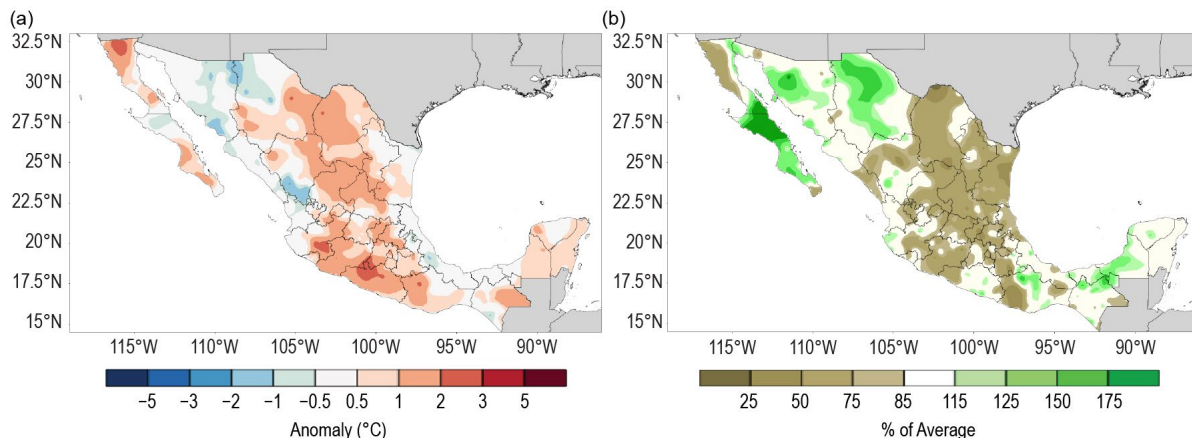 (a)
(b)
32.5°N
30°N
27.5°N
25°N
22.5°N
20°N
17.5°N
15°N
115°W 110°W 105°W 100°W 95°W 90°W
32.5°N
30°N
27.5°N
25°N
22.5°N
20°N
17.5°N
15°N
115°W 110°W 105°W 100°W 95°W 90°W
−5 −3 −2 −1 −0.5 0.5 1 2 3 5
Anomaly (°C)
25 50 75 85 115 125 150 175
% of Average